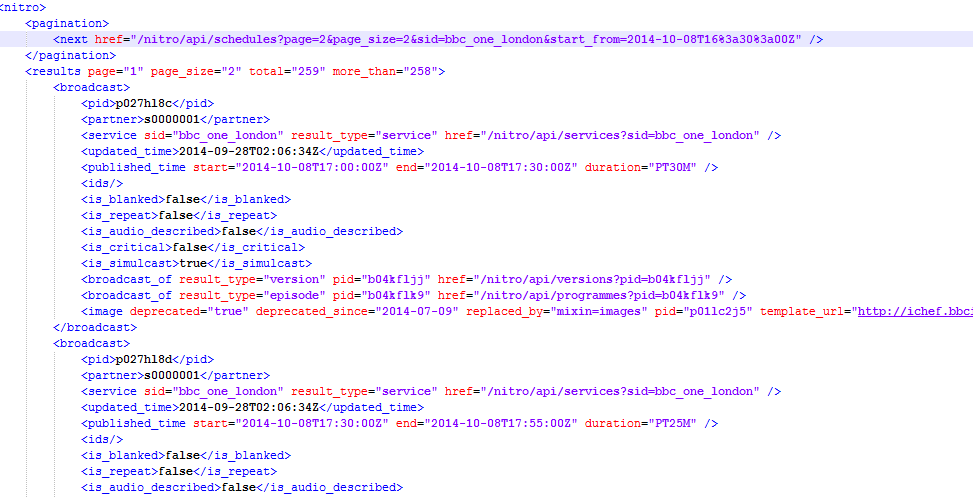 <nitro>
<pagination>
<next href="/nitro/api/schedules?page=2&page_size=2&sid=bbc_one_london&start_from=2014-10-08T16%3a30%3a00Z" />
</pagination>
<results page="1" page_size="2" total="259" more_than="258">
<broadcast>
<pid>p027hl8c</pid>
<partner>s0000001</partner>
<service sid="bbc_one_london" result_type="service" href="/nitro/api/services?sid=bbc_one_london" />
<updated_time>2014-09-28T02:06:34Z</updated_time>
<published_time start="2014-10-08T17:00:00Z" end="2014-10-08T17:30:00Z" duration="PT30M" />
<ids/>
<is_blanked>false</is_blanked>
<is_repeat>false</is_repeat>
<is_audio_described>false</is_audio_described>
<is_critical>false</is_critical>
<is_simulcast>true</is_simulcast>
<broadcast_of result_type="version" pid="b04kfljj" href="/nitro/api/versions?pid=b04kfljj" />
<broadcast_of result_type="episode" pid="b04kflk9" href="/nitro/api/programmes?pid=b04kflk9" />
<image deprecated="true" deprecated_since="2014-07-09" replaced_by="mixin=images" pid="p01lc2j5" template_url="http://ichef.bbci
</broadcast>
<broadcast>
<pid>p027hl8d</pid>
<partner>s0000001</partner>
<service sid="bbc_one_london" result_type="service" href="/nitro/api/services?sid=bbc_one_london" />
<updated_time>2014-09-28T02:06:34Z</updated_time>
<published_time start="2014-10-08T17:30:00Z" end="2014-10-08T17:55:00Z" duration="PT25M" />
<ids/>
<is_blanked>false</is_blanked>
<is_repeat>false</is_repeat>
<is_audio_described>false</is_audio_described>